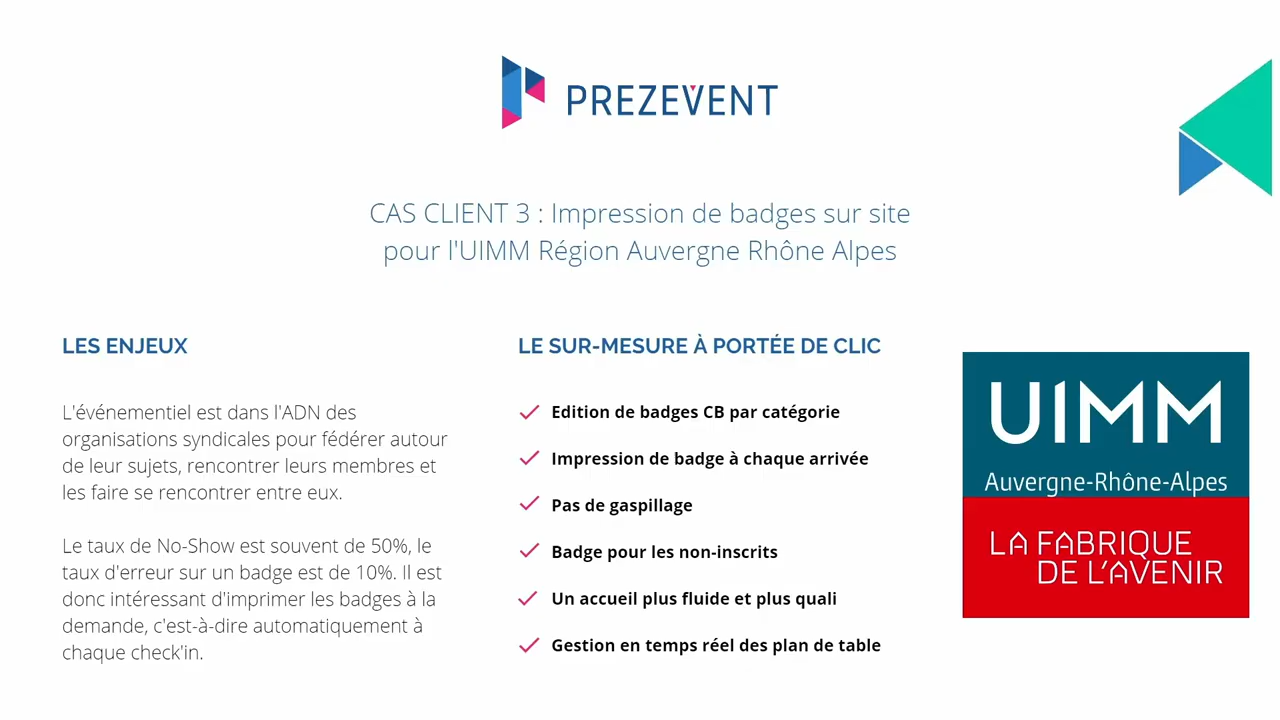 PREZEVENT
CAS CLIENT 3 : Impression de badges sur site
pour l'UIMM Région Auvergne Rhône Alpes
LES ENJEUX
L'événementiel est dans l'ADN des
organisations syndicales pour fédérer autour
de leur sujets, rencontrer leurs membres et
les faire se rencontrer entre eux.
Le taux de No-Show est souvent de 50%, le
taux d'erreur sur un badge est de 10%. Il est
donc intéressant d'imprimer les badges à la
demande, c'est-à-dire automatiquement à
chaque check'in.
LE SUR-MESURE À PORTÉE DE CLIC
Edition de badges CB par catégorie
Impression de badge à chaque arrivée
Pas de gaspillage
Badge pour les non-inscrits
Un accueil plus fluide et plus quali
Gestion en temps réel des plan de table
UIMM
Auvergne-Rhône-Alpes
LA FABRIQUE
DE L'AVENIR